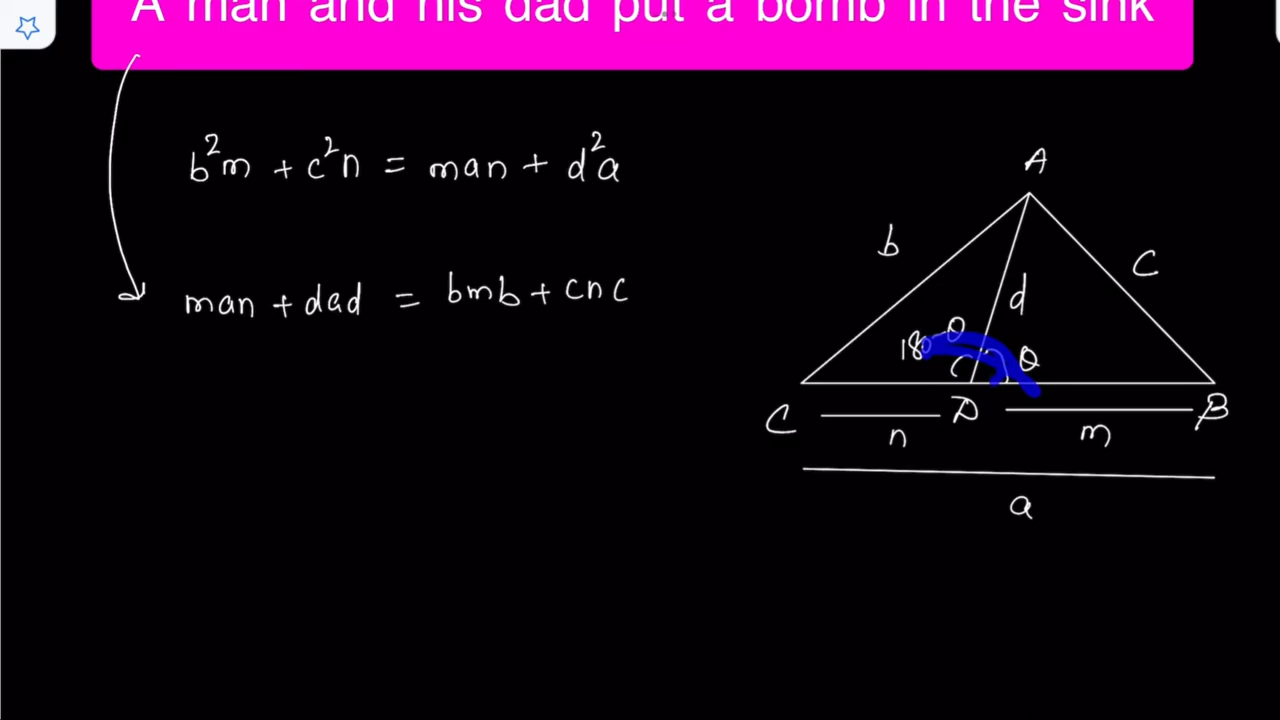 A man and his dad put a bomb in the sink
b²m + c²n = man + d²a
man + dad = bmb + cnc
A
b
C
d
180-θ
θ
C
n
D
m
B
a